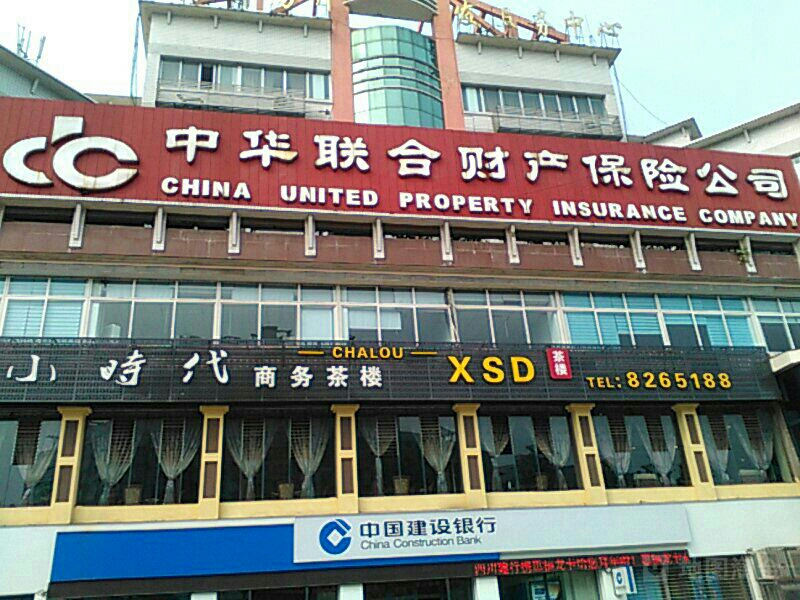 中华联合财产保险公司
CHINA UNITED PROPERTY INSURANCE COMPANY
小時代 商务茶楼
CHALOU
XSD
茶楼
TEL: 8265188
中国建设银行
China Construction Bank